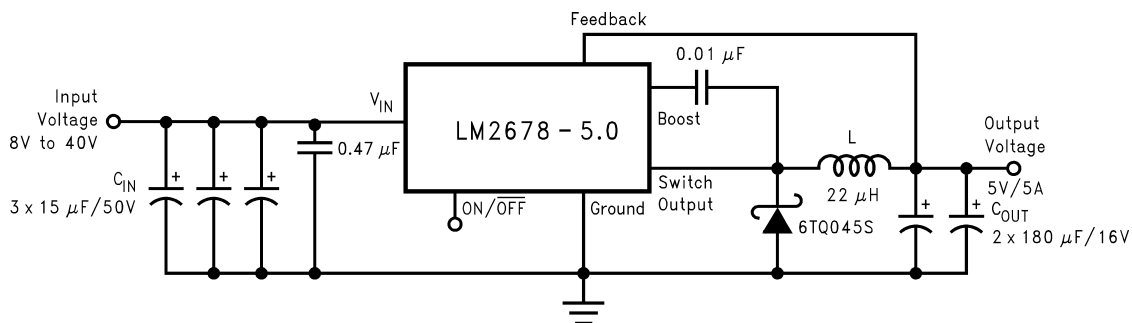 Feedback
0.01 μF
Input
Voltage
8V to 40V
V_IN
LM2678 – 5.0
Boost
0.47 μF
Output
Voltage
5V/5A
L
22 μH
C_IN
3 x 15 μF/50V
ON/O̅F̅F̅
Ground
Switch
Output
6TQ045S
C_OUT
2 x 180 μF/16V